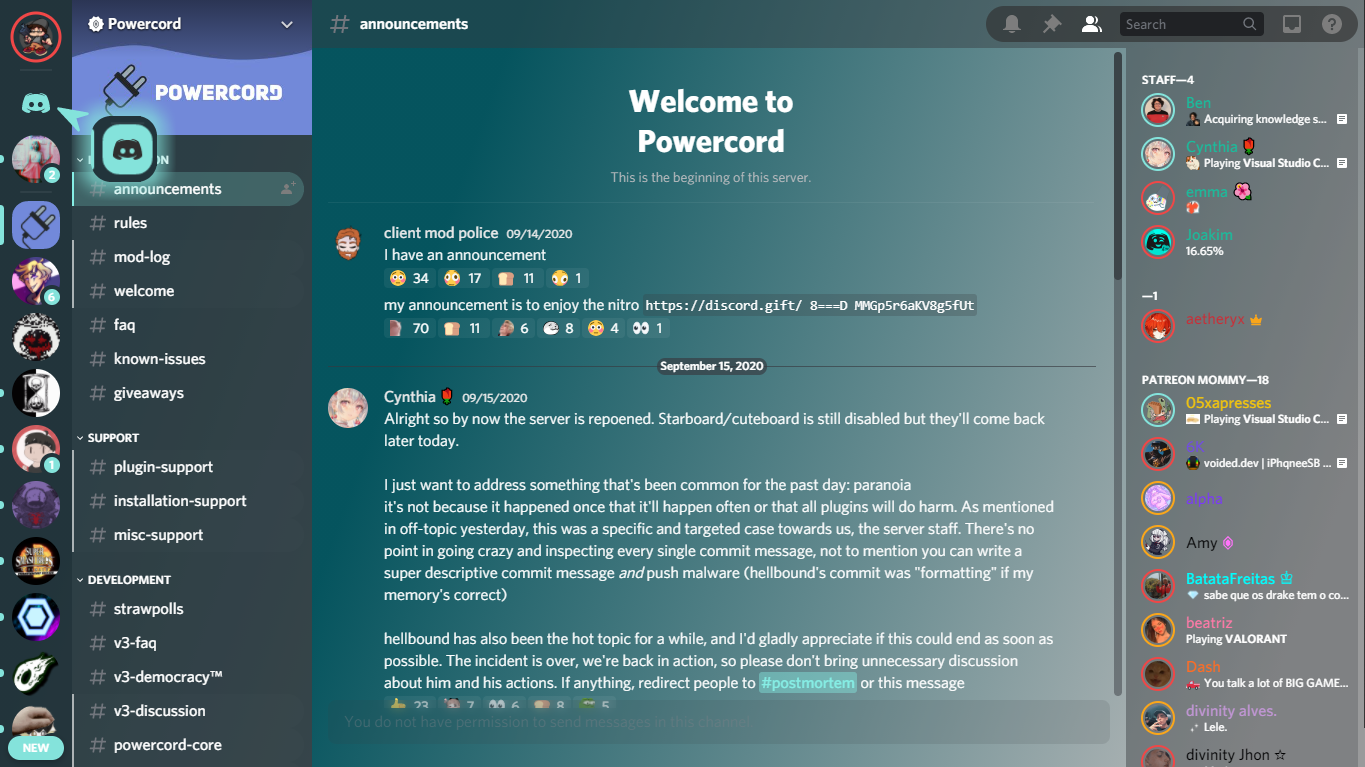 Powercord
POWERCORD
2
6
1
NEW
ON
announcements
rules
mod-log
welcome
faq
known-issues
giveaways
SUPPORT
plugin-support
installation-support
misc-support
DEVELOPMENT
strawpolls
v3-faq
v3-democracy™
v3-discussion
powercord-core
# announcements
Search
Welcome to
Powercord
This is the beginning of this server.
client mod police 09/14/2020
I have an announcement
34 17 11 1
my announcement is to enjoy the nitro https://discord.gift/ 8===D MMGp5r6aKV8g5fUt
70 11 6 8 4 1
September 15, 2020
Cynthia 09/15/2020
Alright so by now the server is repoened. Starboard/cuteboard is still disabled but they'll come back
later today.
I just want to address something that's been common for the past day: paranoia
it's not because it happened once that it'll happen often or that all plugins will do harm. As mentioned
in off-topic yesterday, this was a specific and targeted case towards us, the server staff. There's no
point in going crazy and inspecting every single commit message, not to mention you can write a
super descriptive commit message and push malware (hellbound's commit was "formatting" if my
memory's correct)
hellbound has also been the hot topic for a while, and I'd gladly appreciate if this could end as soon as
possible. The incident is over, we're back in action, so please don't bring unnecessary discussion
about him and his actions. If anything, redirect people to #postmortem or this message
23 7 6 8 5
You do not have permission to send messages in this channel.
STAFF—4
Ben
Acquiring knowledge s...
Cynthia
Playing Visual Studio C...
emma
Joakim
16.65%
—1
aetheryx
PATREON MOMMY—18
05xapresses
Playing Visual Studio C...
6K
voided.dev | iPhqneeSB ...
alpha
Amy
BatataFreitas
sabe que os drake tem o co...
beatriz
Playing VALORANT
Dash
You talk a lot of BIG GAME...
divinity alves.
Lele.
divinity Jhon ☆